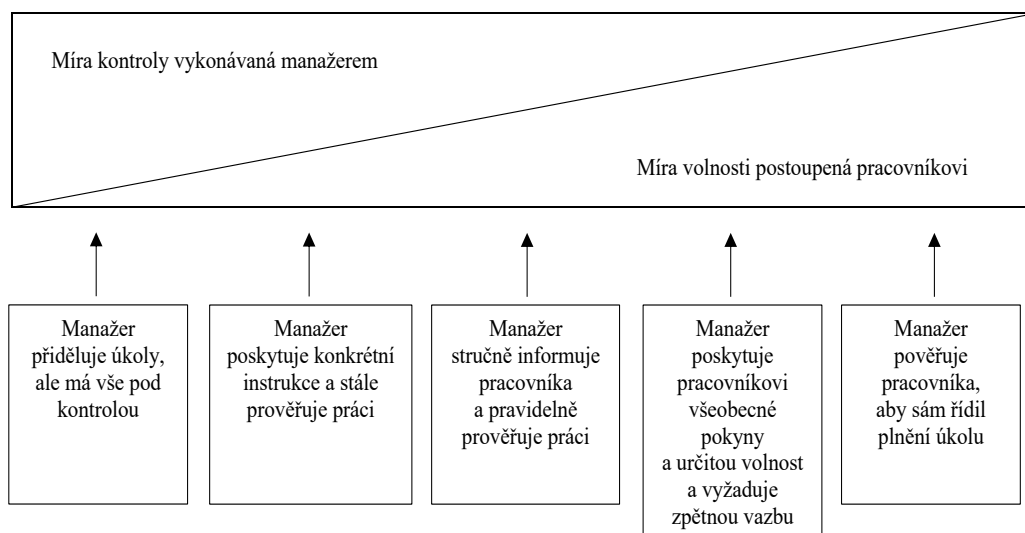 Míra kontroly vykonávaná manažerem
Míra volnosti postoupená pracovníkovi
Manažer
přiděluje úkoly,
ale má vše pod
kontrolou
Manažer
poskytuje konkrétní
instrukce a stále
prověřuje práci
Manažer
stručně informuje
pracovníka
a pravidelně
prověřuje práci
Manažer
poskytuje
pracovníkovi
všeobecné
pokyny
a určitou volnost
a vyžaduje
zpětnou vazbu
Manažer
pověřuje
pracovníka,
aby sám řídil
plnění úkolu